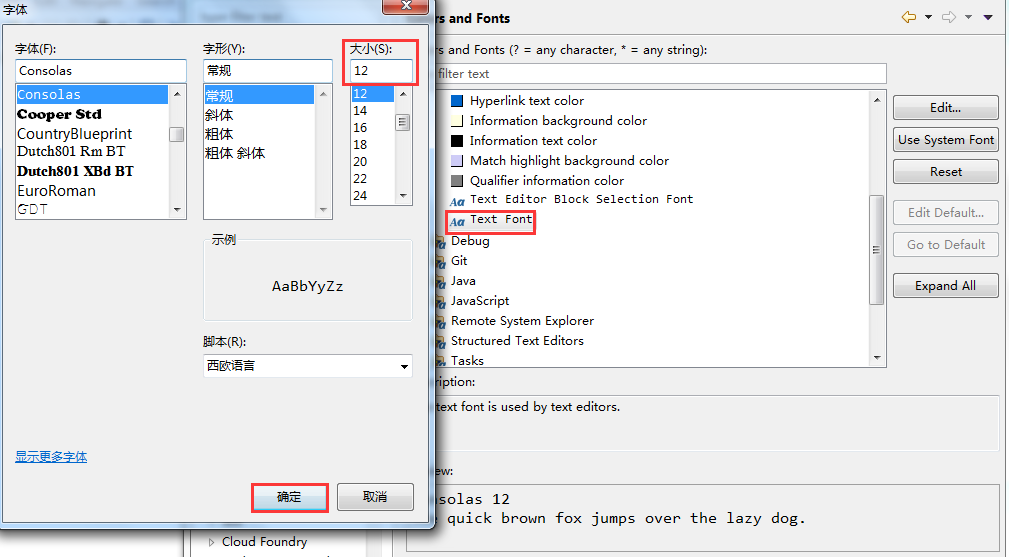 字体
字体(F):
Consolas
Consolas
Cooper Std
CountryBlueprint
Dutch801 Rm BT
Dutch801 XBd BT
EuroRoman
GDT
字形(Y):
常规
常规
斜体
粗体
粗体 斜体
大小(S):
12
12
14
16
18
20
22
24
示例
AaBbYyZz
脚本(R):
西欧语言
显示更多字体
确定
取消
rs and Fonts
rs and Fonts (? = any character, * = any string):
filter text
Hyperlink text color
Information background color
Information text color
Match highlight background color
Qualifier information color
Text Editor Block Selection Font
Text Font
Debug
Git
Java
JavaScript
Remote System Explorer
Structured Text Editors
Tasks
Edit...
Use System Font
Reset
Edit Default...
Go to Default
Expand All
ription:
text font is used by text editors.
ew:
nsolas 12
quick brown fox jumps over the lazy dog.
Cloud Foundry